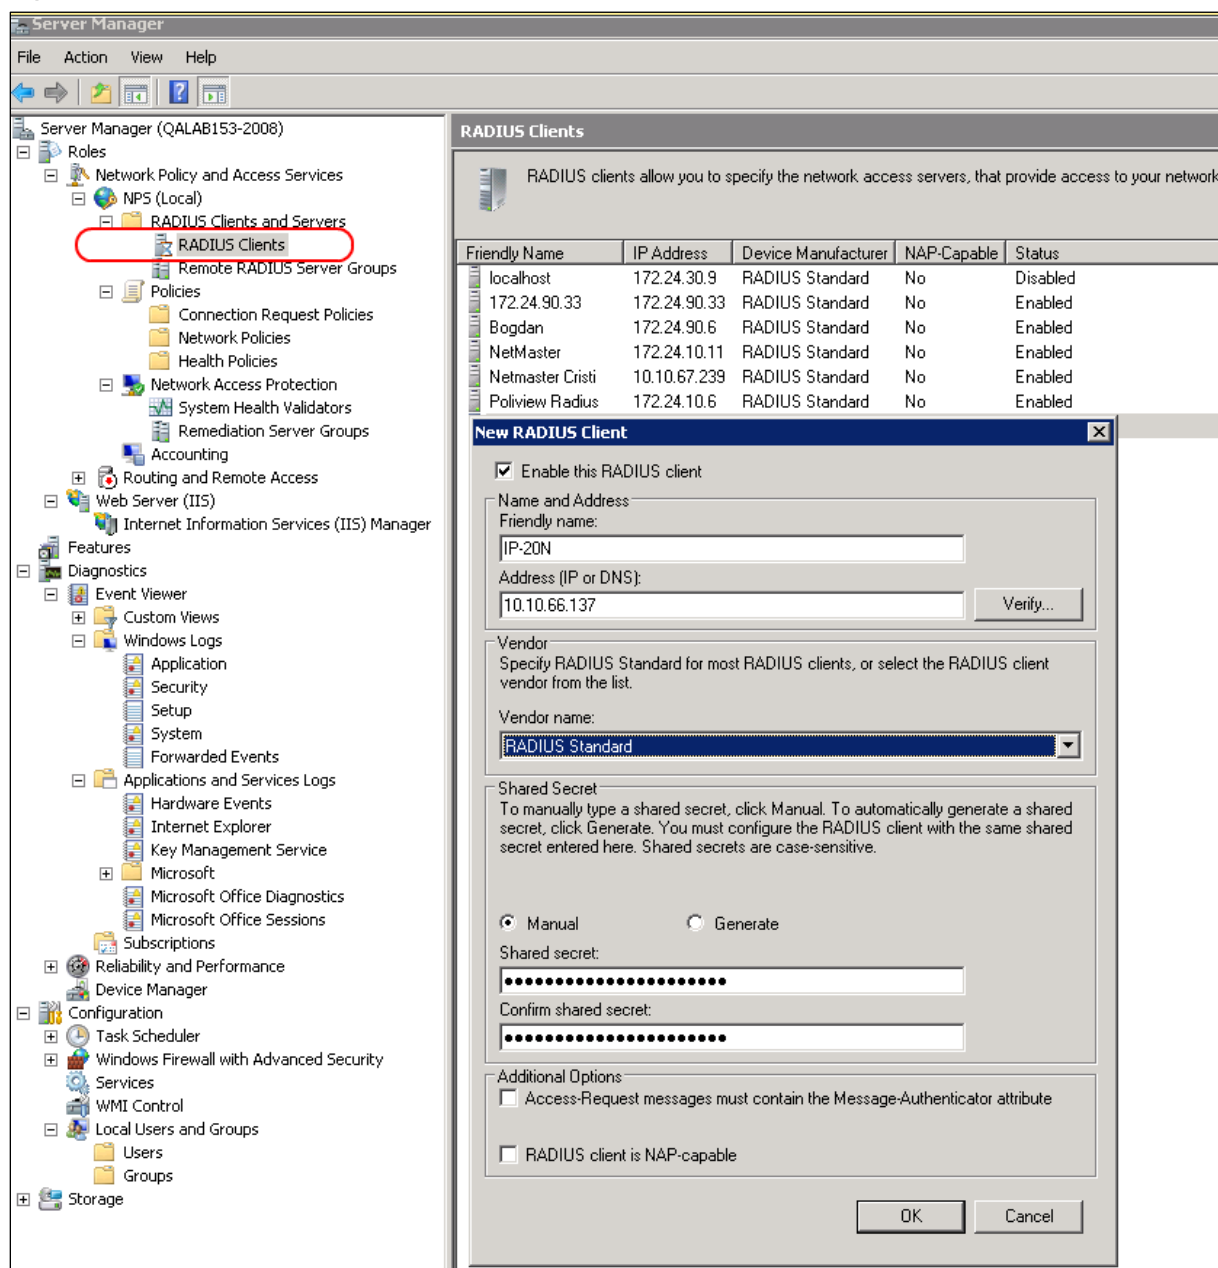 Server Manager
File Action View Help
Server Manager (QALAB153-2008)
Roles
Network Policy and Access Services
NPS (Local)
RADIUS Clients and Servers
RADIUS Clients
Remote RADIUS Server Groups
Policies
Connection Request Policies
Network Policies
Health Policies
Network Access Protection
System Health Validators
Remediation Server Groups
Accounting
Routing and Remote Access
Web Server (IIS)
Internet Information Services (IIS) Manager
Features
Diagnostics
Event Viewer
Custom Views
Windows Logs
Application
Security
Setup
System
Forwarded Events
Applications and Services Logs
Hardware Events
Internet Explorer
Key Management Service
Microsoft
Microsoft Office Diagnostics
Microsoft Office Sessions
Subscriptions
Reliability and Performance
Device Manager
Configuration
Task Scheduler
Windows Firewall with Advanced Security
Services
WMI Control
Local Users and Groups
Users
Groups
Storage
RADIUS Clients
RADIUS clients allow you to specify the network access servers, that provide access to your network
Friendly Name IP Address Device Manufacturer NAP-Capable Status
localhost 172.24.30.9 RADIUS Standard No Disabled
172.24.90.33 172.24.90.33 RADIUS Standard No Enabled
Bogdan 172.24.90.6 RADIUS Standard No Enabled
NetMaster 172.24.10.11 RADIUS Standard No Enabled
Netmaster Cristi 10.10.67.239 RADIUS Standard No Enabled
Poliview Radius 172.24.10.6 RADIUS Standard No Enabled
New RADIUS Client
Enable this RADIUS client
Name and Address
Friendly name:
IP-20N
Address (IP or DNS):
10.10.66.137
Verify...
Vendor
Specify RADIUS Standard for most RADIUS clients, or select the RADIUS client
vendor from the list.
Vendor name:
RADIUS Standard
Shared Secret
To manually type a shared secret, click Manual. To automatically generate a shared
secret, click Generate. You must configure the RADIUS client with the same shared
secret entered here. Shared secrets are case-sensitive.
Manual Generate
Shared secret:
●●●●●●●●●●●●●●●●●●●●●●
Confirm shared secret:
●●●●●●●●●●●●●●●●●●●●●●
Additional Options
Access-Request messages must contain the Message-Authenticator attribute
RADIUS client is NAP-capable
OK Cancel